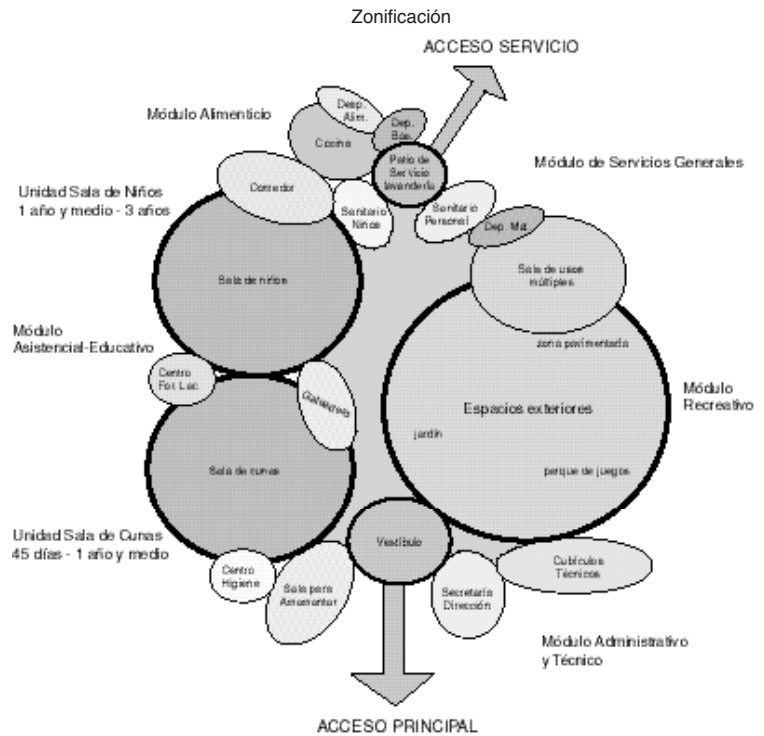 Zonificación
ACCESO SERVICIO
Módulo Alimenticio
Desp.
Alim.
Cocina
Dep.
Bas.
Patio de
Servicio
lavandería
Módulo de Servicios Generales
Unidad Sala de Niños
1 año y medio - 3 años
Comedor
Sanitario
Niños
Sanitario
Personal
Dep. Mat.
Sala de niños
Sala de usos
múltiples
Módulo
Asistencial-Educativo
zona pavimentada
Centro
For. Lac.
Módulo
Recreativo
Espacios exteriores
jardín
Sala de cunas
parque de juegos
Unidad Sala de Cunas
45 días - 1 año y medio
Vestíbulo
Centro
Higiene
Sala para
Amamantar
Secretaría
Dirección
Cubículos
Técnicos
Módulo Administrativo
y Técnico
ACCESO PRINCIPAL